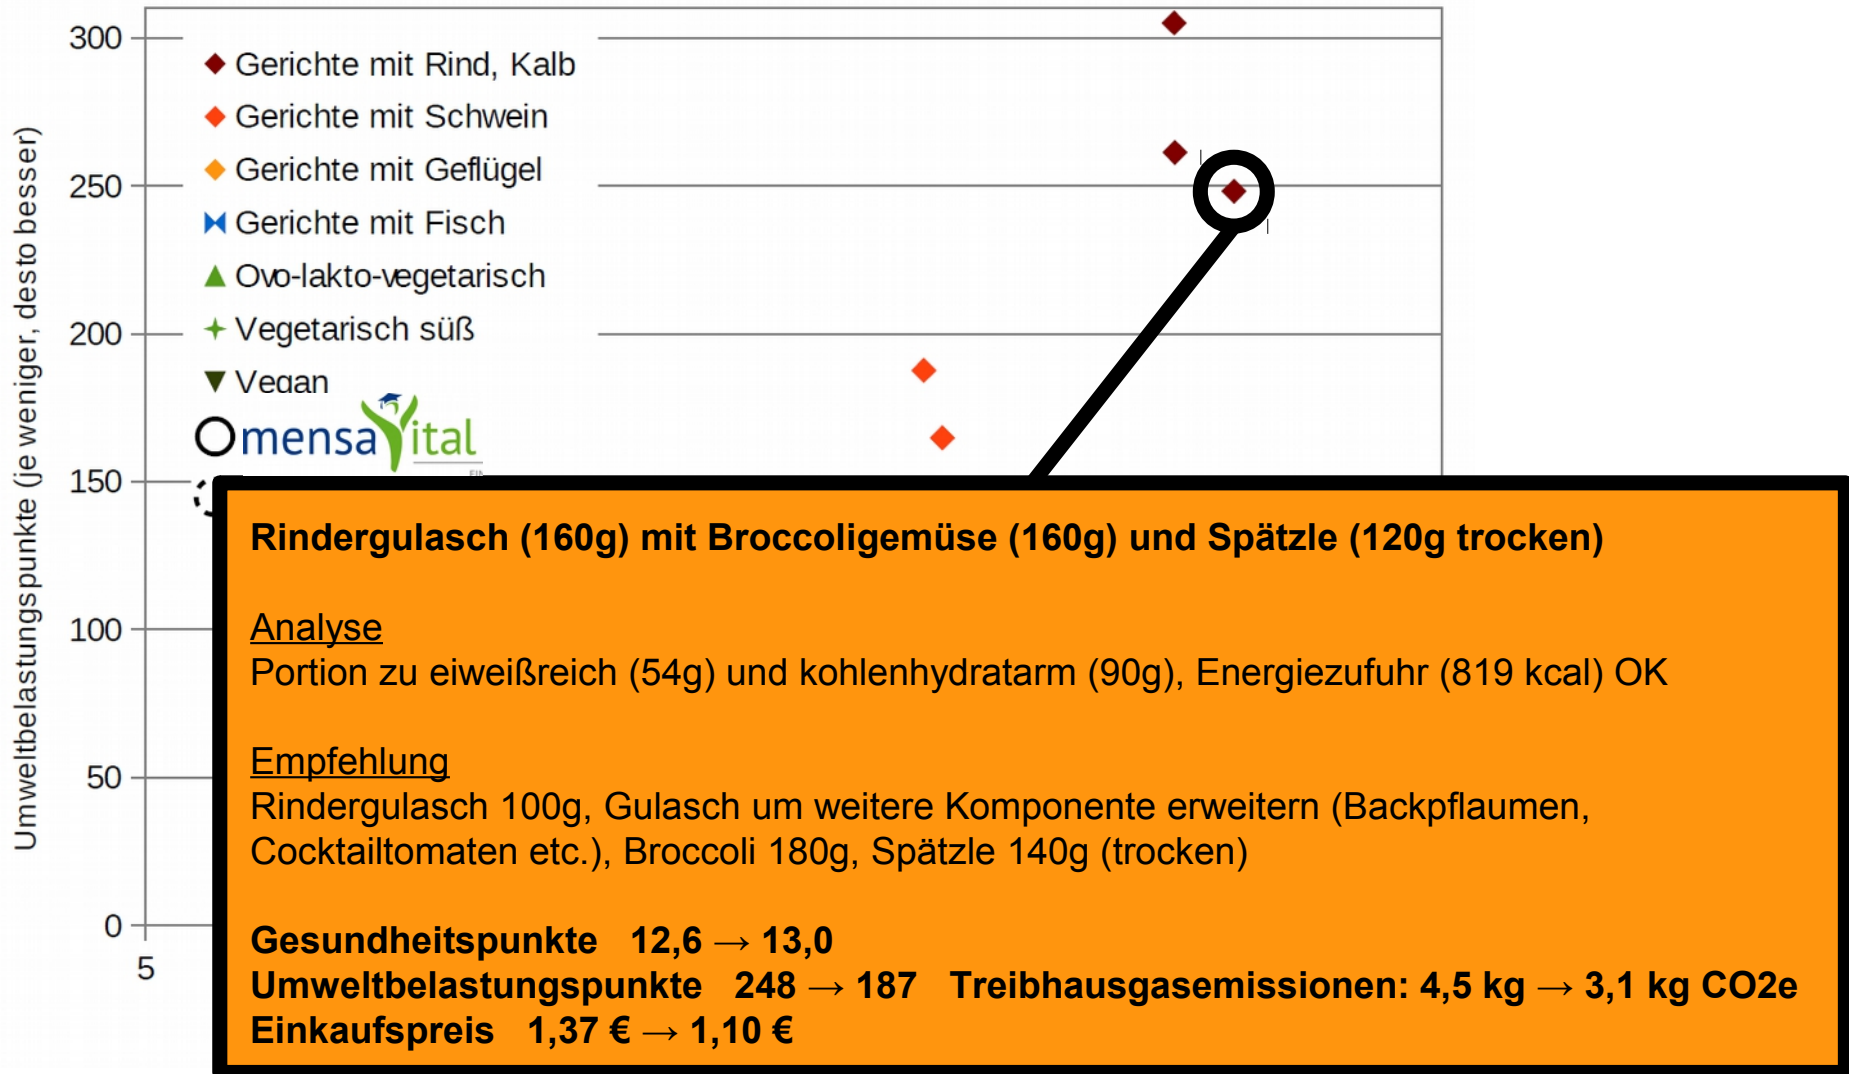 Umweltbelastungspunkte (je weniger, desto besser)
300
250
200
150
100
50
0
5
Gerichte mit Rind, Kalb
Gerichte mit Schwein
Gerichte mit Geflügel
Gerichte mit Fisch
Ovo-lakto-vegetarisch
Vegetarisch süß
Vegan
mensaVital
Rindergulasch (160g) mit Broccoligemüse (160g) und Spätzle (120g trocken)
Analyse
Portion zu eiweißreich (54g) und kohlenhydratarm (90g), Energiezufuhr (819 kcal) OK
Empfehlung
Rindergulasch 100g, Gulasch um weitere Komponente erweitern (Backpflaumen,
Cocktailtomaten etc.), Broccoli 180g, Spätzle 140g (trocken)
Gesundheitspunkte 12,6 → 13,0
Umweltbelastungspunkte 248 → 187 Treibhausgasemissionen: 4,5 kg → 3,1 kg CO2e
Einkaufspreis 1,37 € → 1,10 €